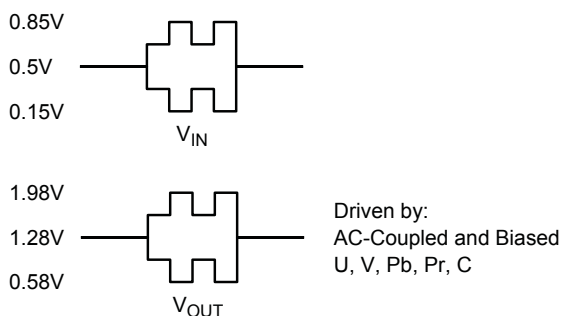 0.85V
0.5V
0.15V
VIN
1.98V
1.28V
0.58V
VOUT
Driven by:
AC-Coupled and Biased
U, V, Pb, Pr, C